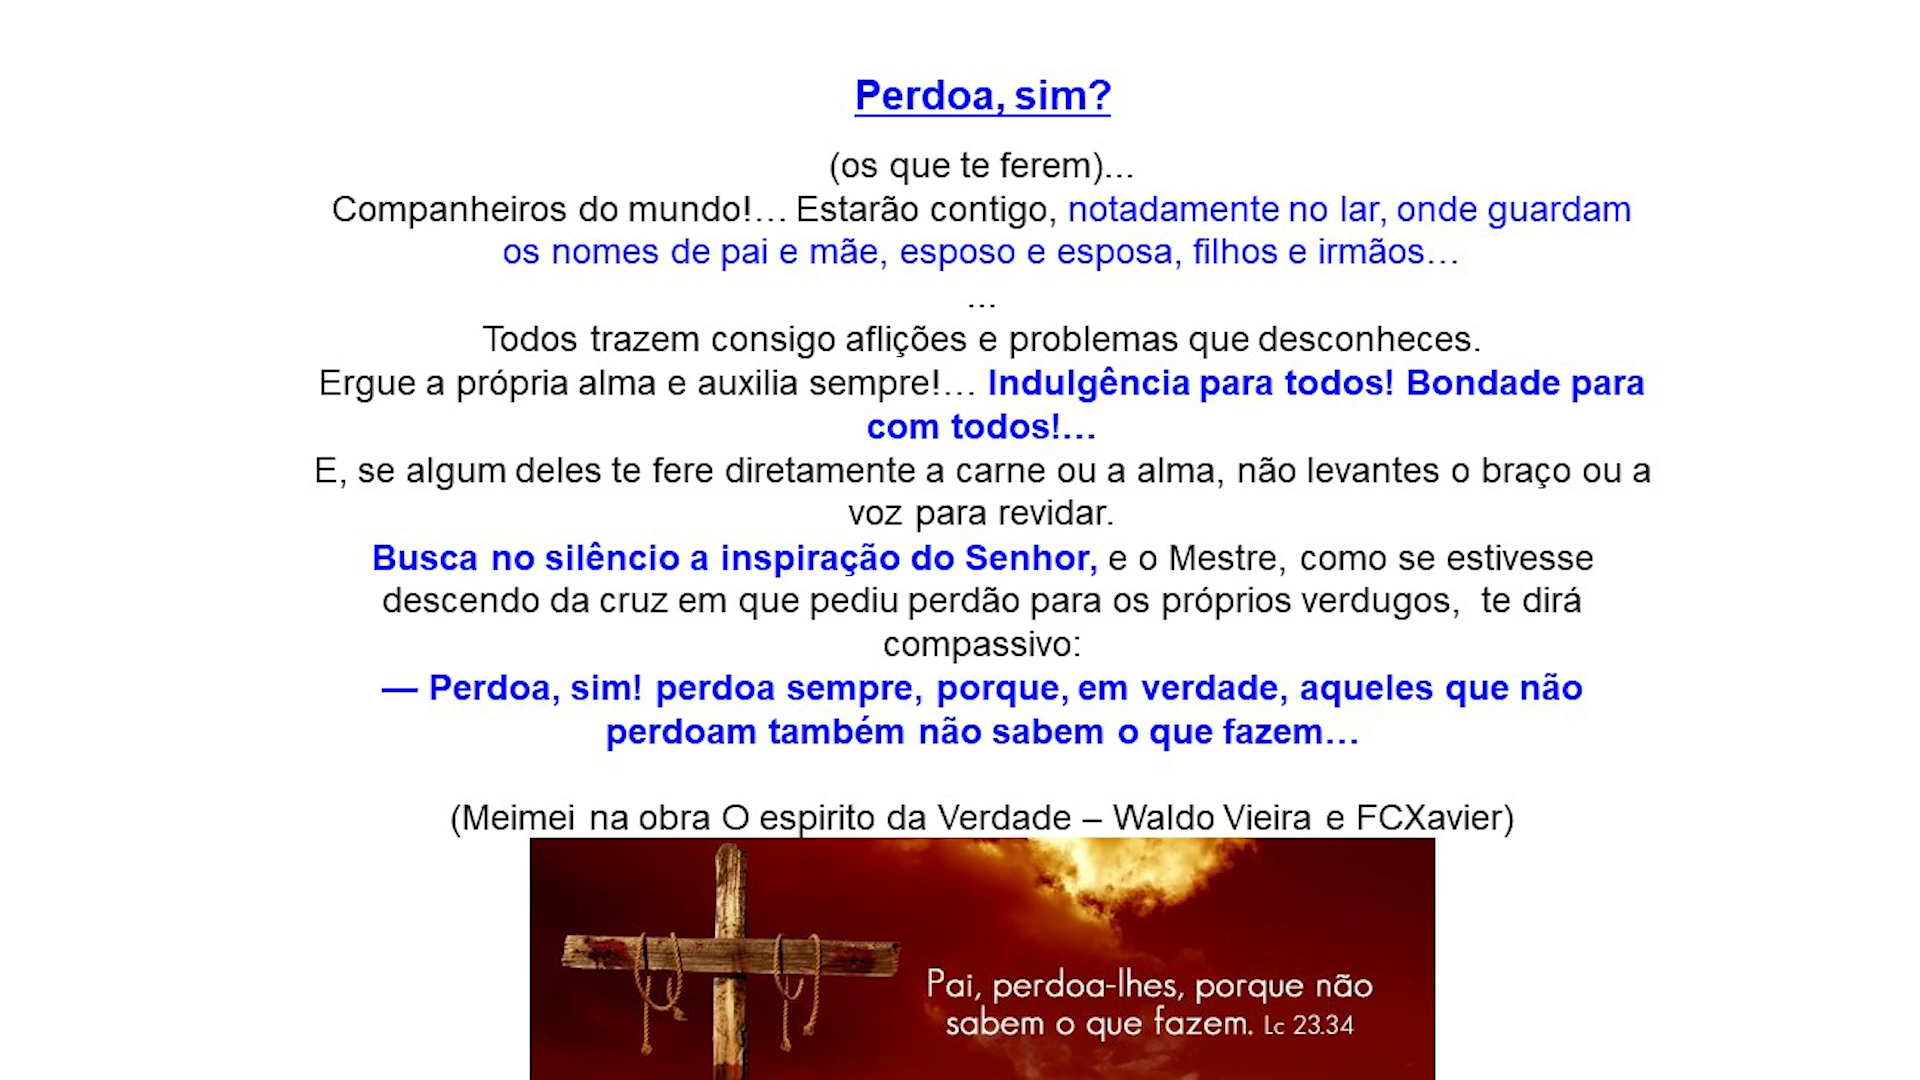 Perdoa, sim?
(os que te ferem)...
Companheiros do mundo!… Estarão contigo, notadamente no lar, onde guardam
os nomes de pai e mãe, esposo e esposa, filhos e irmãos…
...
Todos trazem consigo aflições e problemas que desconheces.
Ergue a própria alma e auxilia sempre!… Indulgência para todos! Bondade para
com todos!…
E, se algum deles te fere diretamente a carne ou a alma, não levantes o braço ou a
voz para revidar.
Busca no silêncio a inspiração do Senhor, e o Mestre, como se estivesse
descendo da cruz em que pediu perdão para os próprios verdugos,  te dirá
compassivo:
— Perdoa, sim! perdoa sempre, porque, em verdade, aqueles que não
perdoam também não sabem o que fazem…
(Meimei na obra O espirito da Verdade – Waldo Vieira e FCXavier)
Pai, perdoa-lhes, porque não
sabem o que fazem. Lc 23.34